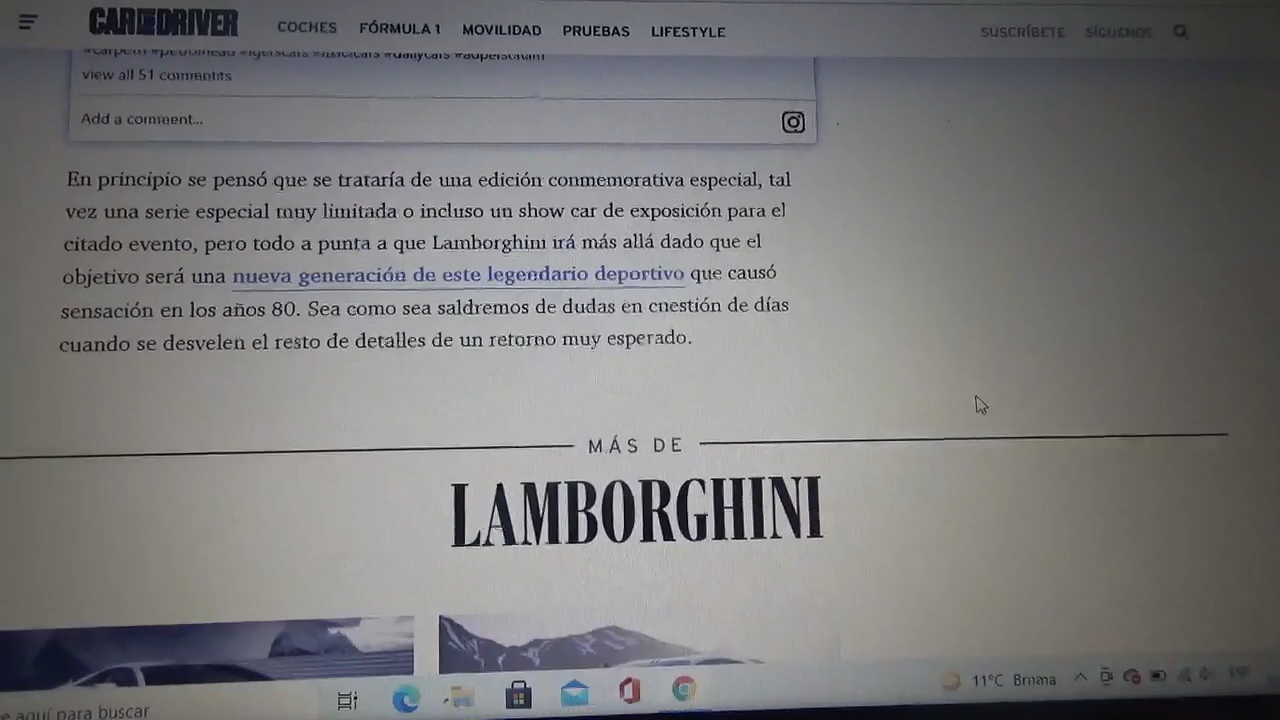 CAR AND DRIVER COCHES FÓRMULA 1 MOVILIDAD PRUEBAS LIFESTYLE SUSCRÍBETE SÍGUENOS
view all 51 comments
Add a comment...
En principio se pensó que se trataría de una edición conmemorativa especial, tal
vez una serie especial muy limitada o incluso un show car de exposición para el
citado evento, pero todo a punta a que Lamborghini irá más allá dado que el
objetivo será una nueva generación de este legendario deportivo que causó
sensación en los años 80. Sea como sea saldremos de dudas en cuestión de días
cuando se desvelen el resto de detalles de un retorno muy esperado.
MÁS DE
LAMBORGHINI
e aquí para buscar 11°C Bruma ESP